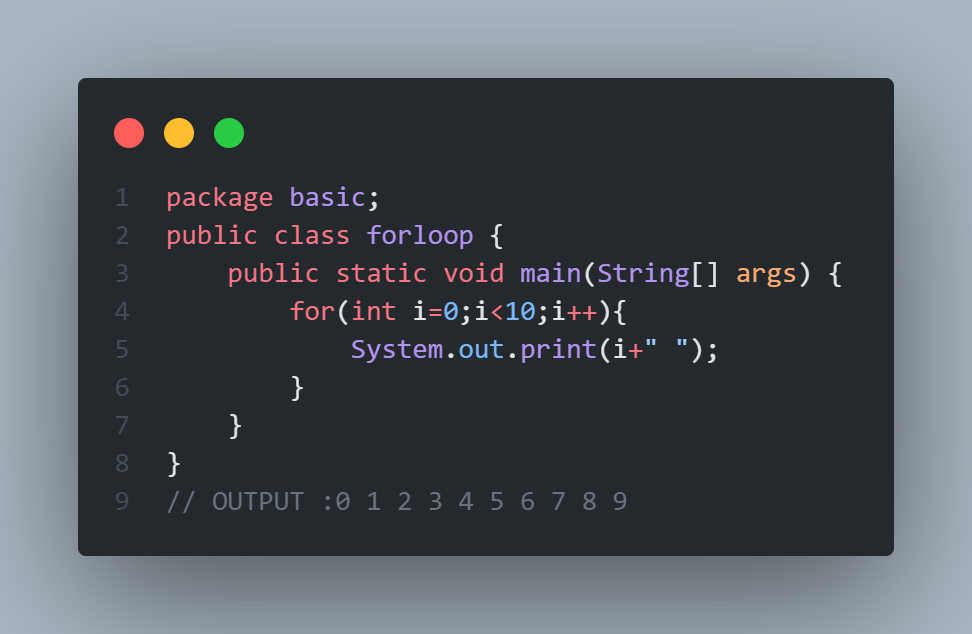 1 package basic;
2 public class forloop {
3     public static void main(String[] args) {
4         for(int i=0;i<10;i++){
5             System.out.print(i+" ");
6         }
7     }
8 }
9 // OUTPUT :0 1 2 3 4 5 6 7 8 9